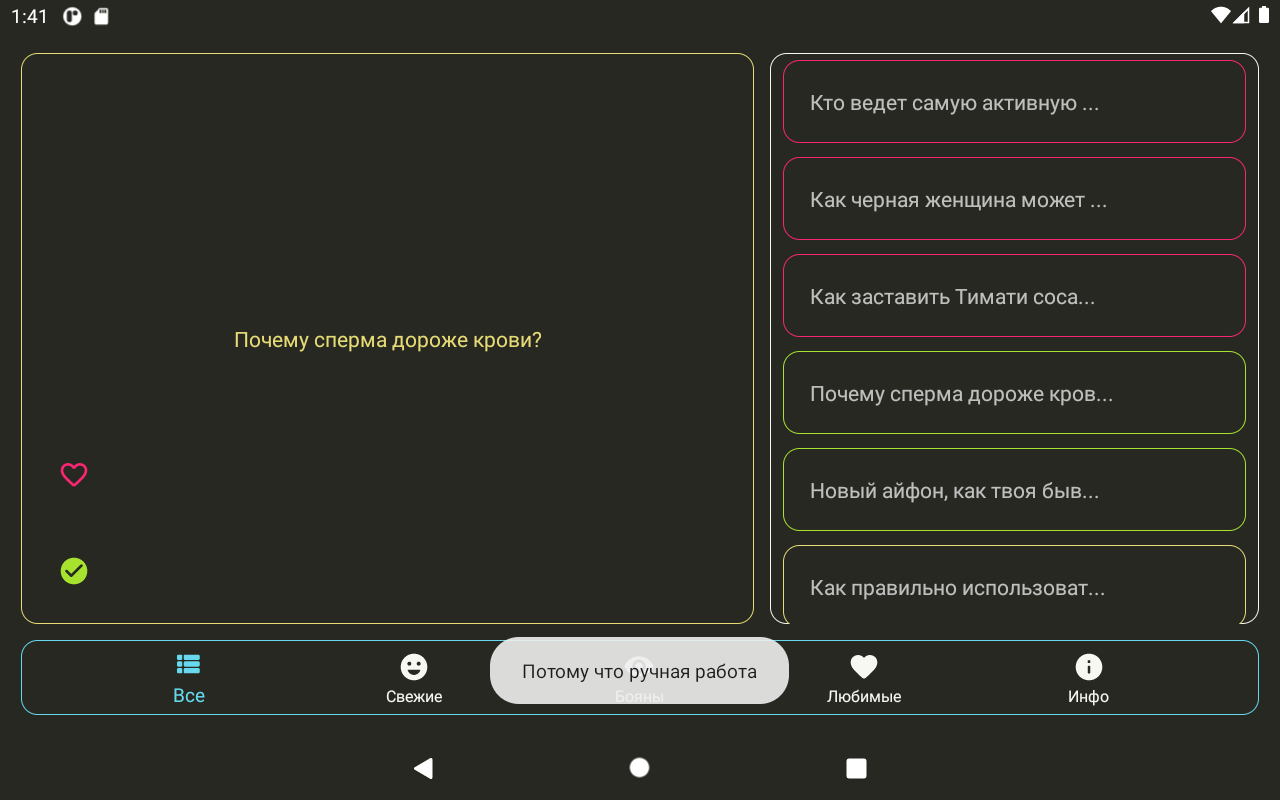 1:41
Почему сперма дороже крови?
Кто ведет самую активную ...
Как черная женщина может ...
Как заставить Тимати соса...
Почему сперма дороже кров...
Новый айфон, как твоя быв...
Как правильно использоват...
Потому что ручная работа
Все
Свежие
Бояны
Любимые
Инфо